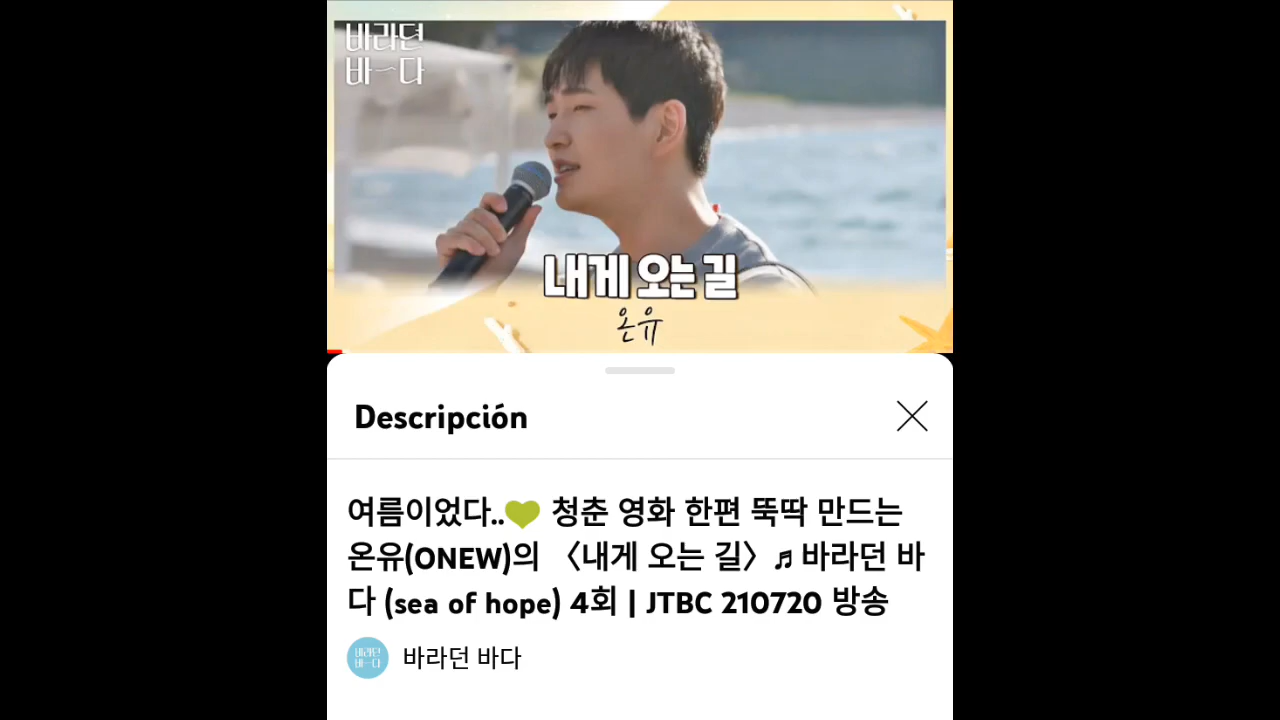 바라던
바다
내게 오는 길
온유
Descripción
여름이었다..💚 청춘 영화 한편 뚝딱 만드는
온유(ONEW)의 〈내게 오는 길〉♬ 바라던 바
다 (sea of hope) 4회 | JTBC 210720 방송
바라던
바다
바라던 바다